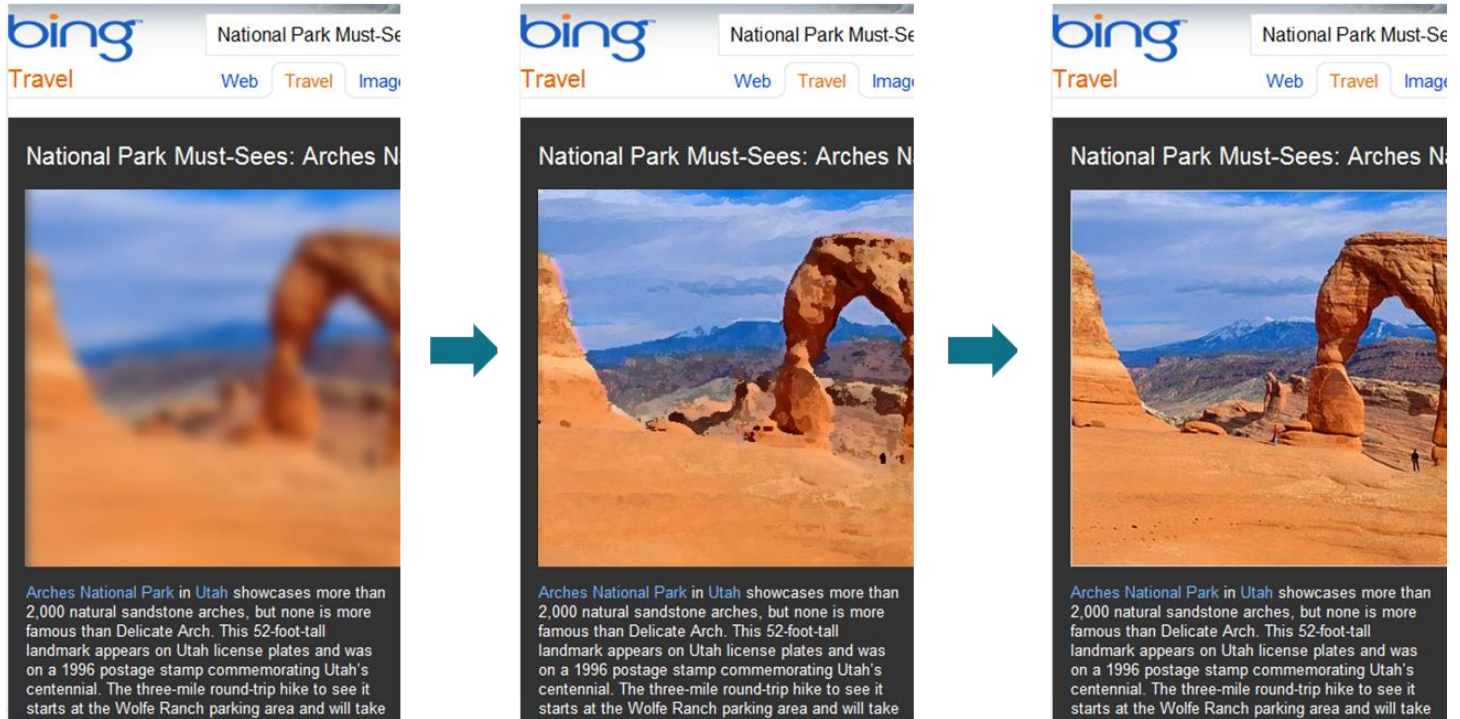 bing™
National Park Must-Se
Travel
Web Travel Image
National Park Must-Sees: Arches N
Arches National Park in Utah showcases more than
2,000 natural sandstone arches, but none is more
famous than Delicate Arch. This 52-foot-tall
landmark appears on Utah license plates and was
on a 1996 postage stamp commemorating Utah's
centennial. The three-mile round-trip hike to see it
starts at the Wolfe Ranch parking area and will take
bing™
National Park Must-Se
Travel
Web Travel Image
National Park Must-Sees: Arches N
Arches National Park in Utah showcases more than
2,000 natural sandstone arches, but none is more
famous than Delicate Arch. This 52-foot-tall
landmark appears on Utah license plates and was
on a 1996 postage stamp commemorating Utah's
centennial. The three-mile round-trip hike to see it
starts at the Wolfe Ranch parking area and will take
bing™
National Park Must-Se
Travel
Web Travel Image
National Park Must-Sees: Arches Na
Arches National Park in Utah showcases more than
2,000 natural sandstone arches, but none is more
famous than Delicate Arch. This 52-foot-tall
landmark appears on Utah license plates and was
on a 1996 postage stamp commemorating Utah's
centennial. The three-mile round-trip hike to see it
starts at the Wolfe Ranch parking area and will take